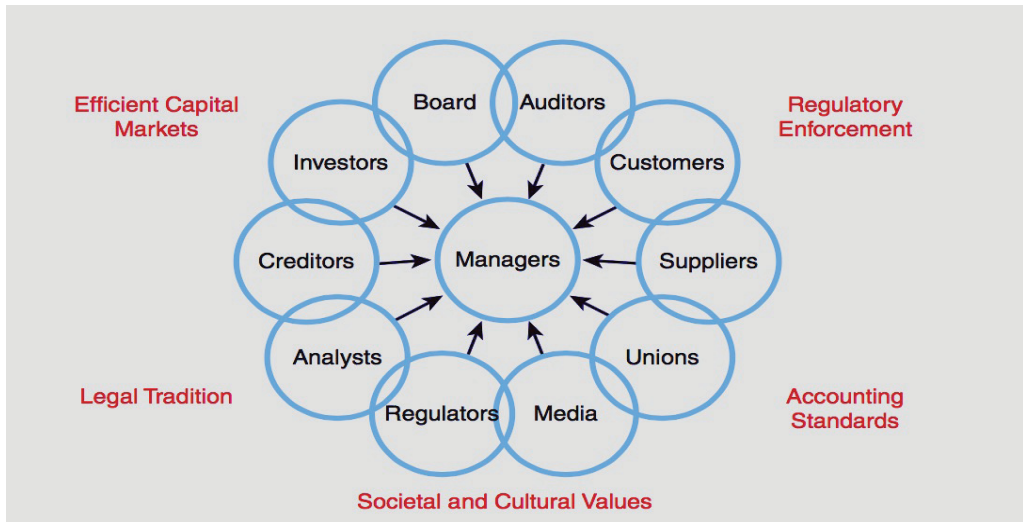 Board
Auditors
Efficient Capital
Markets
Regulatory
Enforcement
Investors
Customers
Creditors
Managers
Suppliers
Analysts
Unions
Legal Tradition
Regulators
Media
Accounting
Standards
Societal and Cultural Values